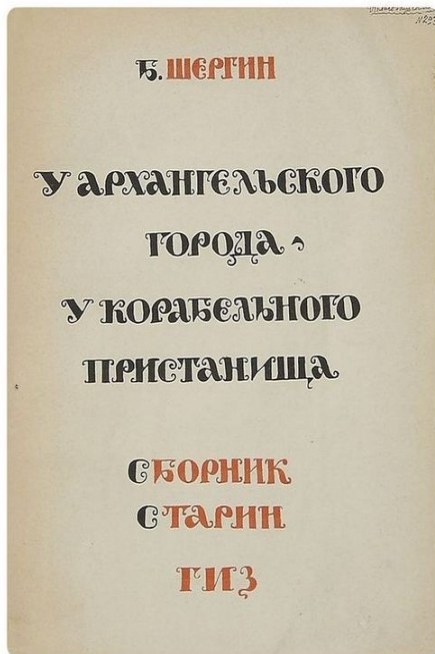 Б. ШЕРГИН
У АРХАНГЕЛЬСКОГО
ГОРОДА,
У КОРАБЕЛЬНОГО
ПРИСТАНИЩА
СБОРНИК
СТАРИН
ГИЗ